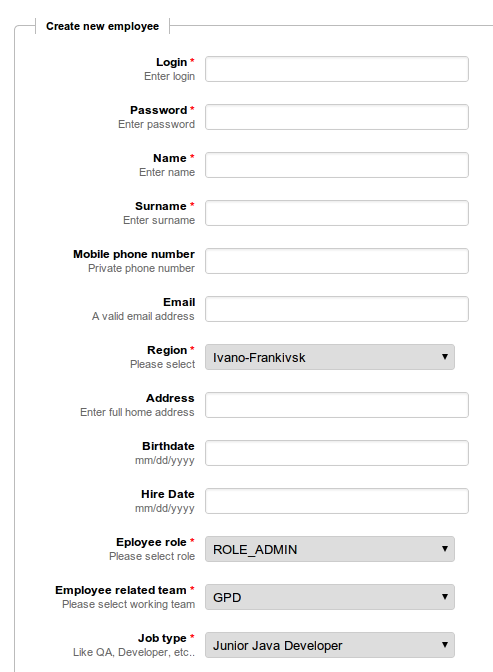 Create new employee
Login *
Enter login
Password *
Enter password
Name *
Enter name
Surname *
Enter surname
Mobile phone number
Private phone number
Email
A valid email address
Region *
Please select
Ivano-Frankivsk
Address
Enter full home address
Birthdate
mm/dd/yyyy
Hire Date
mm/dd/yyyy
Eployee role *
Please select role
ROLE_ADMIN
Employee related team *
Please select working team
GPD
Job type *
Like QA, Developer, etc..
Junior Java Developer